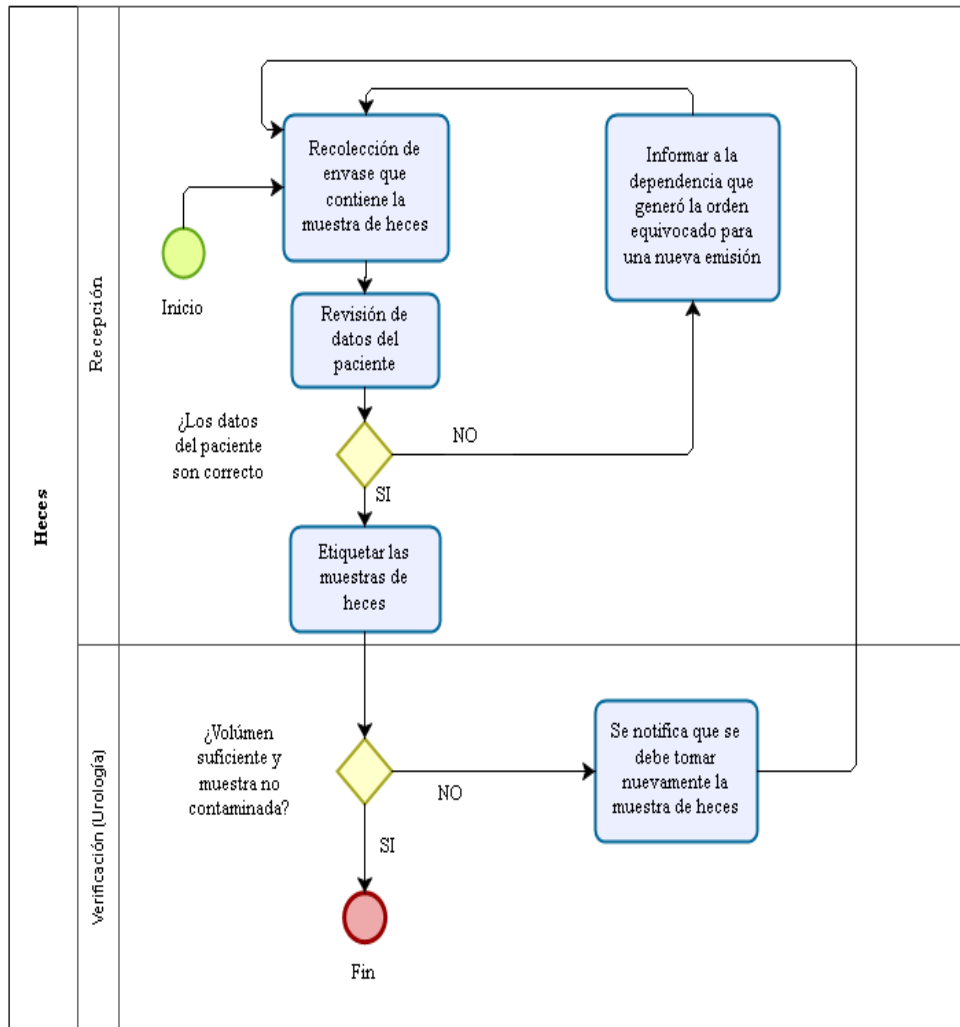 Heces
Recepción
Recolección de
envase que
contiene la
muestra de heces
Informar a la
dependencia que
generó la orden
equivocado para
una nueva emisión
Inicio
Revisión de
datos del
paciente
¿Los datos
del paciente
son correcto
NO
SI
Etiquetar las
muestras de
heces
Verificación (Urología)
¿Volúmen
suficiente y
muestra no
contaminada?
NO
Se notifica que se
debe tomar
nuevamente la
muestra de heces
SI
Fin